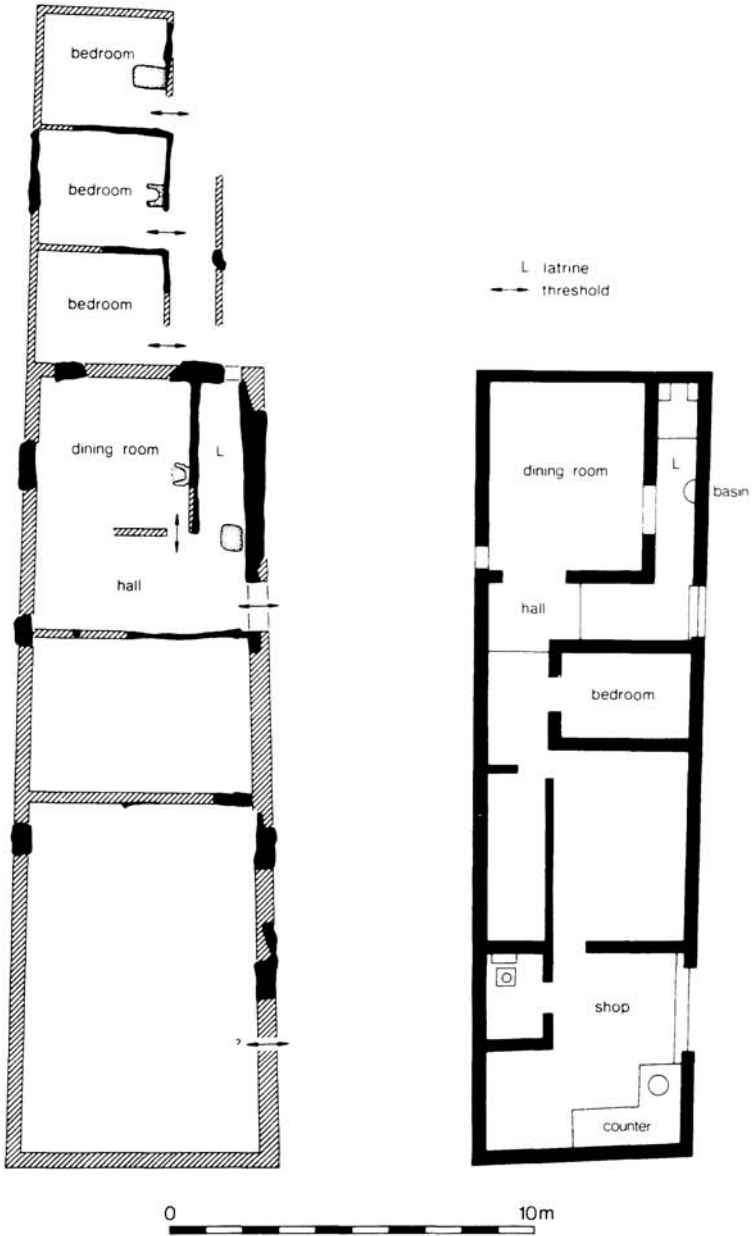 bedroom
bedroom
bedroom
dining room
L
hall
?
L latrine
threshold
dining room
L
basin
hall
bedroom
shop
counter
0
10m